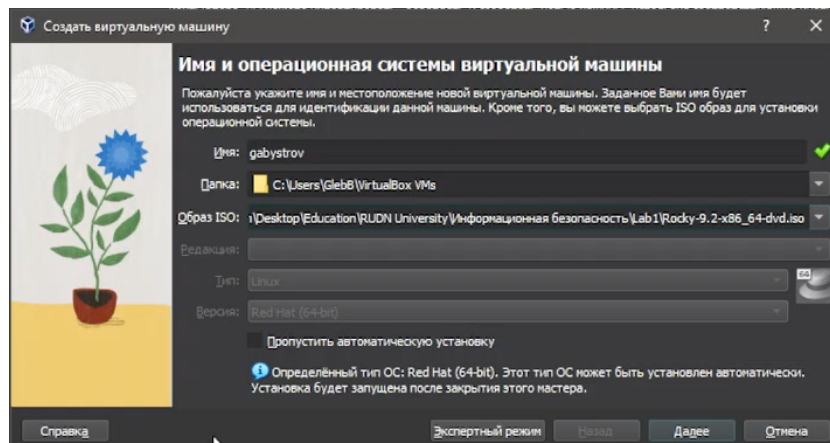 Создать виртуальную машину
? ×
Имя и операционная системы виртуальной машины
Пожалуйста укажите имя и местоположение новой виртуальной машины. Заданное Вами имя будет
использоваться для идентификации данной машины. Кроме того, вы можете выбрать ISO образ для установки
операционной системы.
Имя: gabystrov
Папка: C:\Users\GlebB\VirtualBox VMs
Образ ISO: ı\Desktop\Education\RUDN University\Информационная безопасность\Lab1\Rocky-9.2-x86_64-dvd.iso
Редакция:
Тип: Linux
64
Версия: Red Hat (64-bit)
Пропустить автоматическую установку
Определённый тип ОС: Red Hat (64-bit). Этот тип ОС может быть установлен автоматически.
Установка будет запущена после закрытия этого мастера.
Справка Экспертный режим Назад Далее Отмена